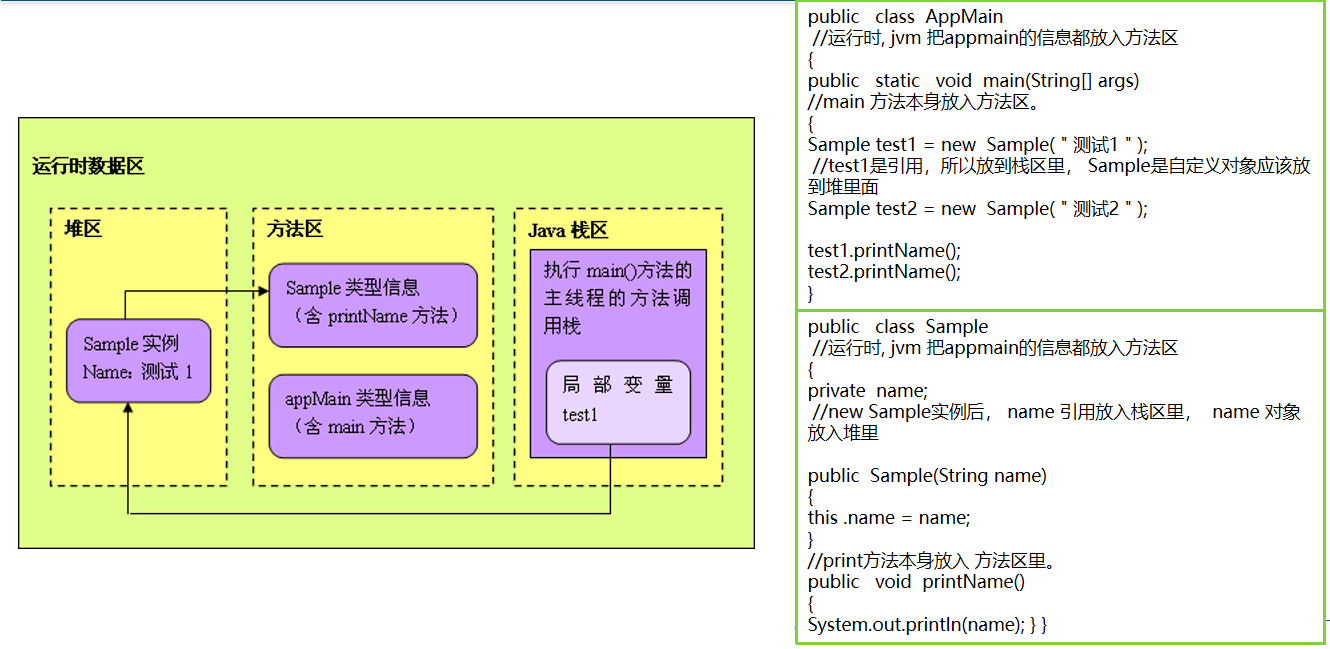 运行时数据区
堆区
Sample 实例
Name: 测试 1
方法区
Sample 类型信息
（含 printName 方法）
appMain 类型信息
（含 main 方法）
Java 栈区
执行 main()方法的
主线程的方法调
用栈
局部变量
test1
public class AppMain
//运行时, jvm 把appmain的信息都放入方法区
{
public static void main(String[] args)
//main 方法本身放入方法区。
{
Sample test1 = new Sample( " 测试1 " );
//test1是引用，所以放到栈区里， Sample是自定义对象应该放
到堆里面
Sample test2 = new Sample( " 测试2 " );
test1.printName();
test2.printName();
}
public class Sample
//运行时, jvm 把appmain的信息都放入方法区
{
private name;
//new Sample实例后， name 引用放入栈区里， name 对象
放入堆里
public Sample(String name)
{
this .name = name;
}
//print方法本身放入 方法区里。
public void printName()
{
System.out.println(name); } }